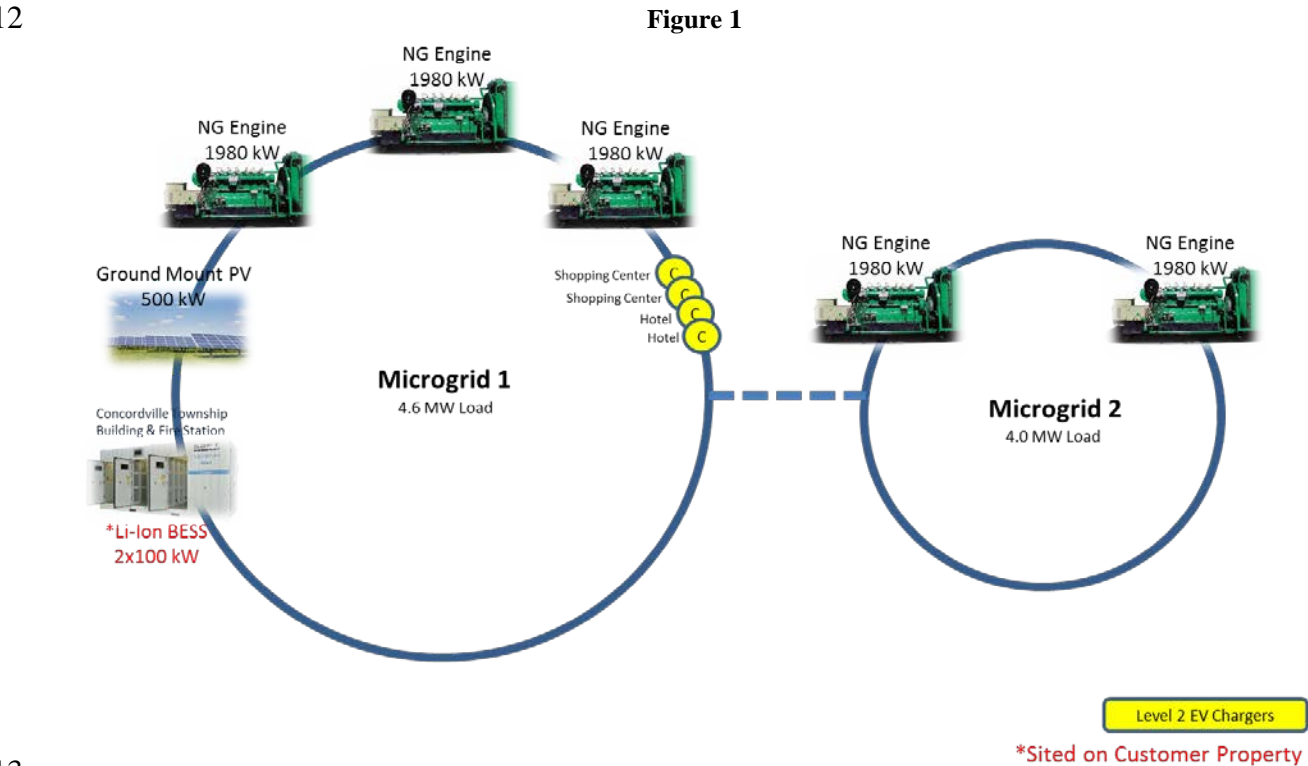 12
Figure 1
NG Engine
1980 kW
NG Engine
1980 kW
NG Engine
1980 kW
Ground Mount PV
500 kW
Concordville Township
Building & Fire Station
*Li-Ion BESS
2x100 kW
Shopping Center C
Shopping Center C
Hotel C
Hotel C
Microgrid 1
4.6 MW Load
NG Engine
1980 kW
NG Engine
1980 kW
Microgrid 2
4.0 MW Load
Level 2 EV Chargers
*Sited on Customer Property